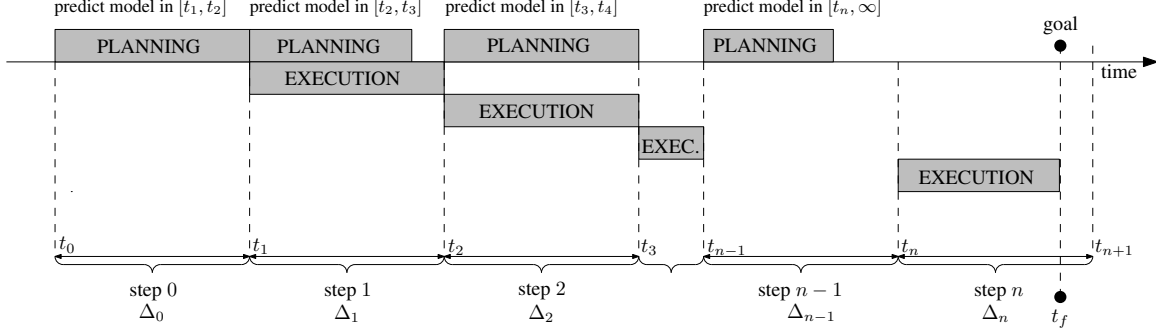 predict model in [t₁, t₂] predict model in [t₂, t₃] predict model in [t₃, t₄] predict model in [tₙ, ∞]
goal
PLANNING PLANNING PLANNING PLANNING
time
EXECUTION
EXECUTION
EXEC.
EXECUTION
t₀ t₁ t₂ t₃ tₙ₋₁ tₙ tₙ₊₁
step 0 step 1 step 2 step n − 1 step n
Δ₀ Δ₁ Δ₂ Δₙ₋₁ Δₙ t_f